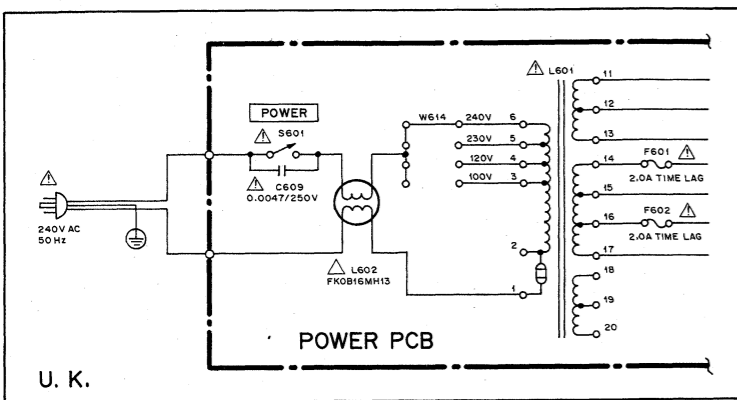 POWER
S601
C609
0.0047/250V
240V AC
50 Hz
L602
FK0B16MH13
W614
240V
6
230V
5
120V
4
100V
3
2
1
L601
11
12
13
14
F601
2.0A TIME LAG
15
16
F602
2.0A TIME LAG
17
18
19
20
POWER PCB
U. K.